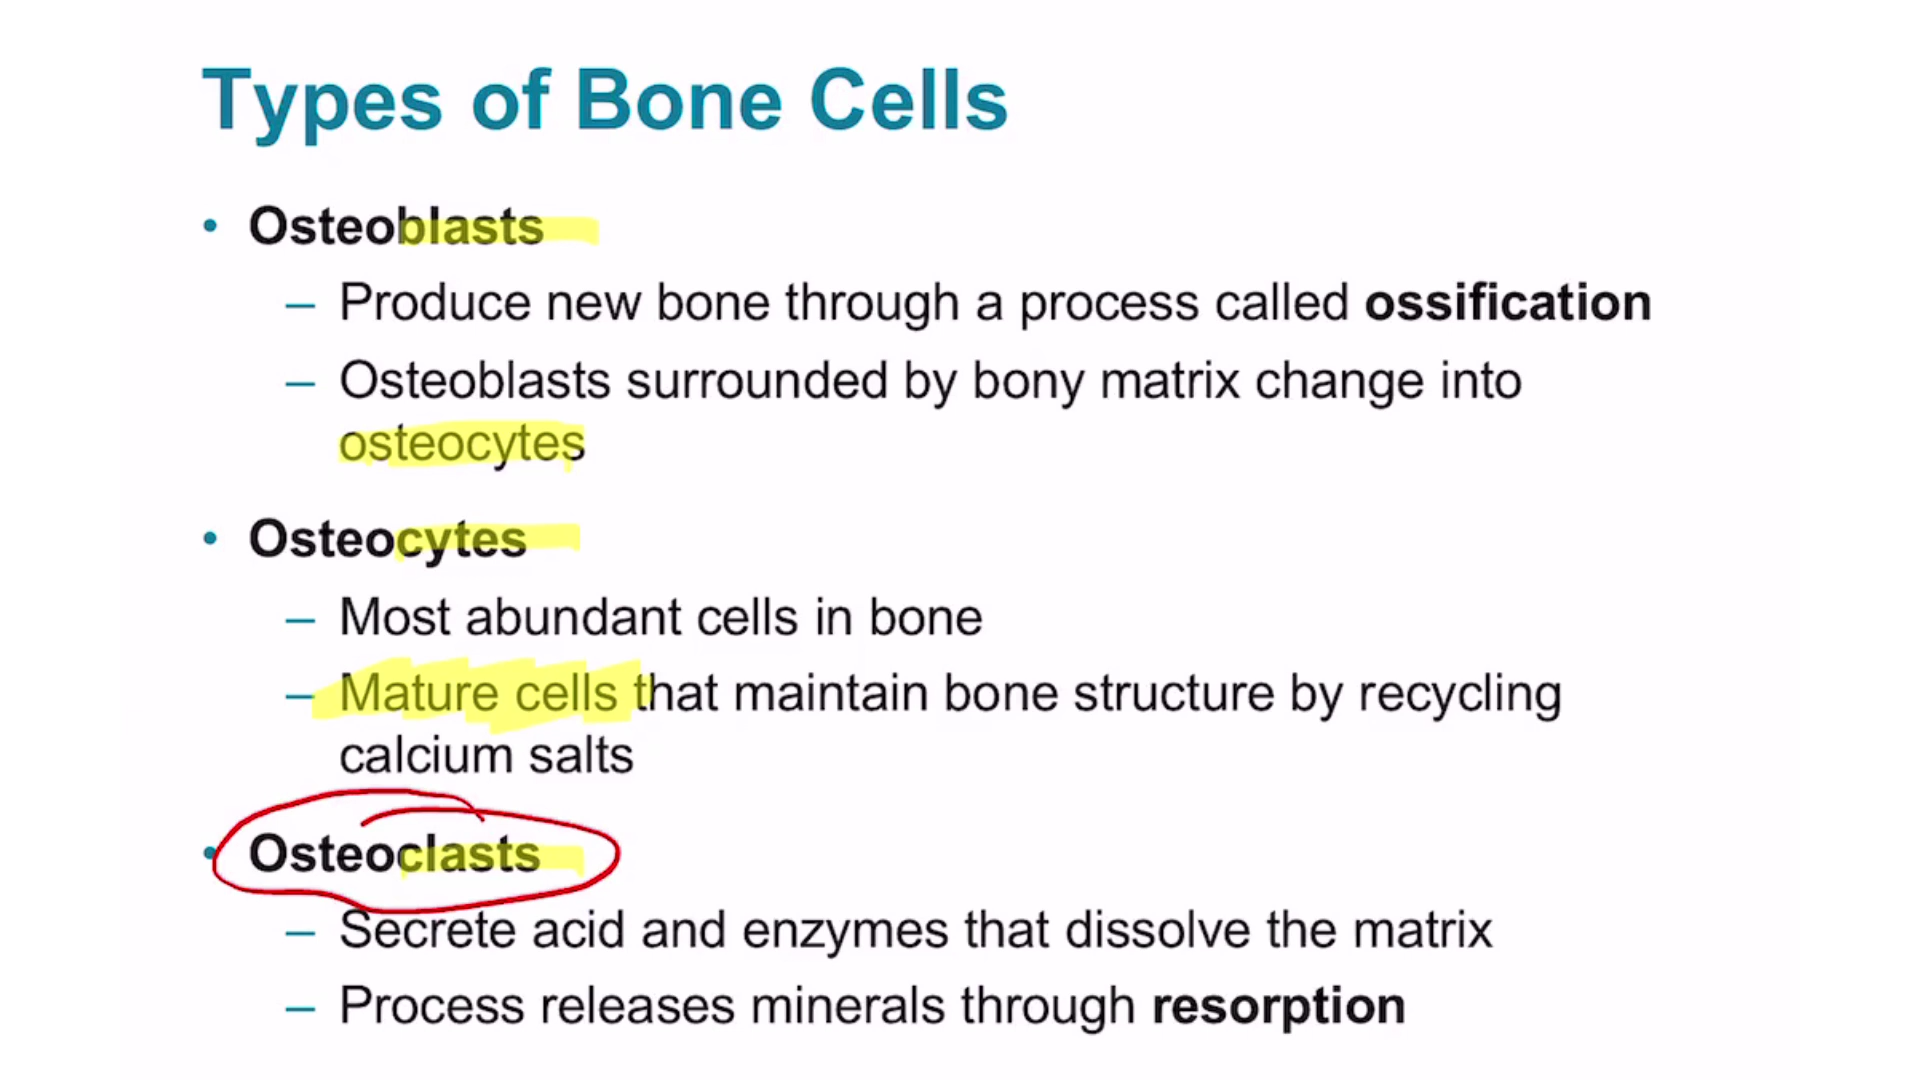 Types of Bone Cells
• Osteoblasts
– Produce new bone through a process called ossification
– Osteoblasts surrounded by bony matrix change into
osteocytes
• Osteocytes
– Most abundant cells in bone
– Mature cells that maintain bone structure by recycling
calcium salts
• Osteoclasts
– Secrete acid and enzymes that dissolve the matrix
– Process releases minerals through resorption